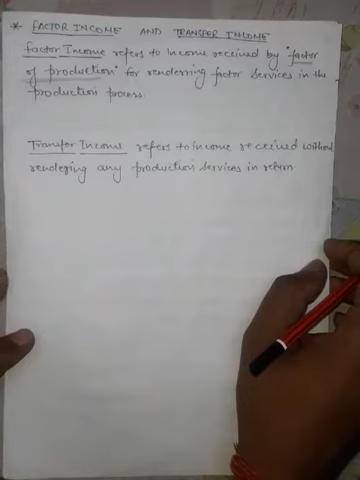 * FACTOR INCOME AND TRANSFER INCOME
Factor Income refers to income received by "factor
of production" for renderring factor services in the
production process.
Transfer Income refers to income received without
rendering any production services in return